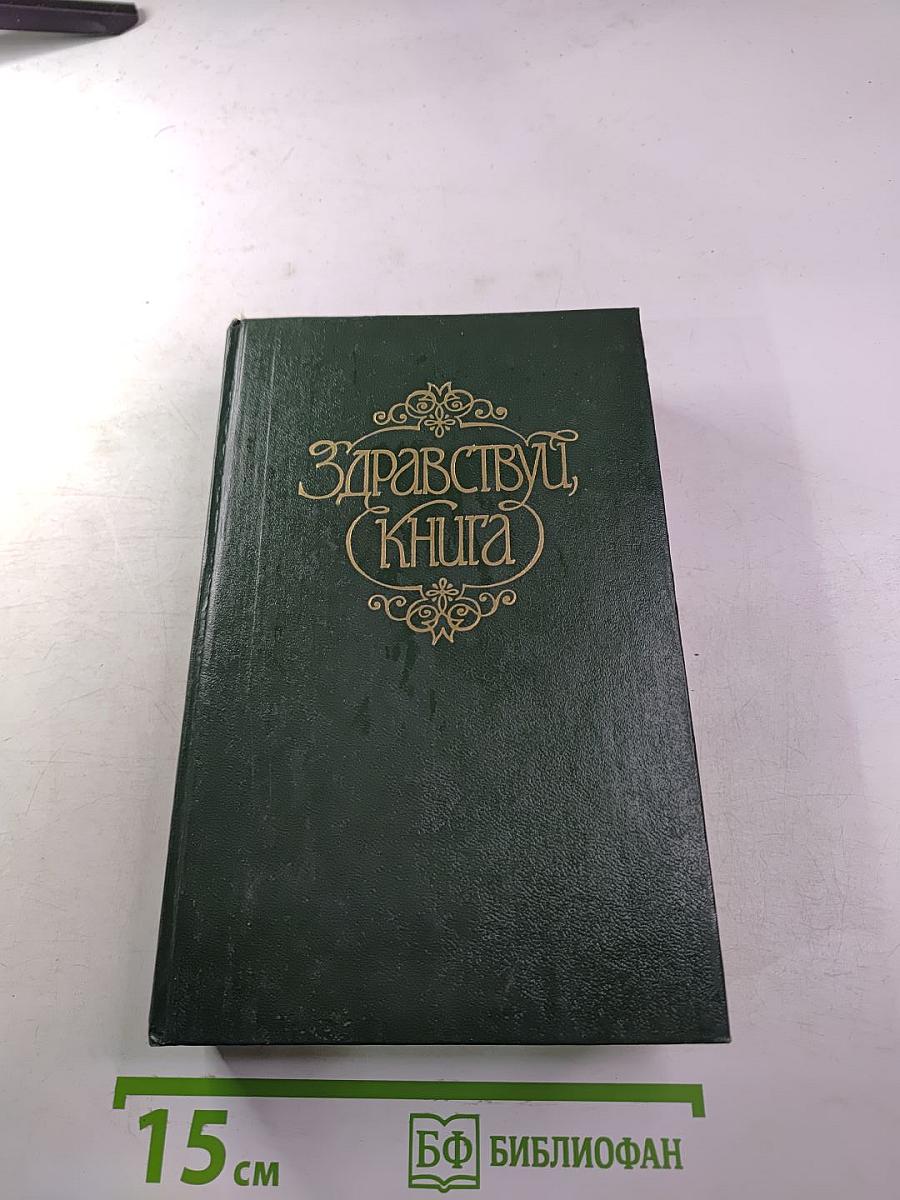 Здравствуй,
книга
15 см
БФ БИБЛИОФАН